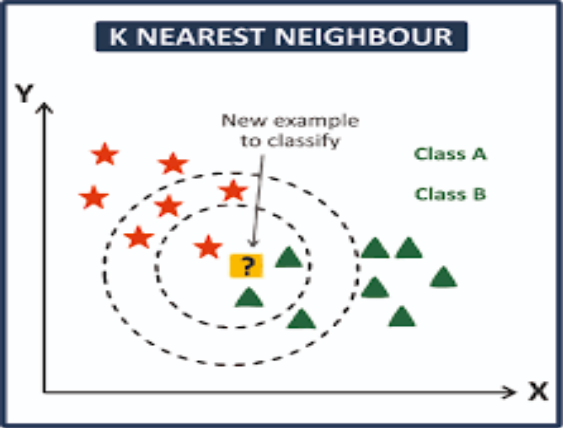 K NEAREST NEIGHBOUR
Y
New example
to classify
Class A
Class B
?
X